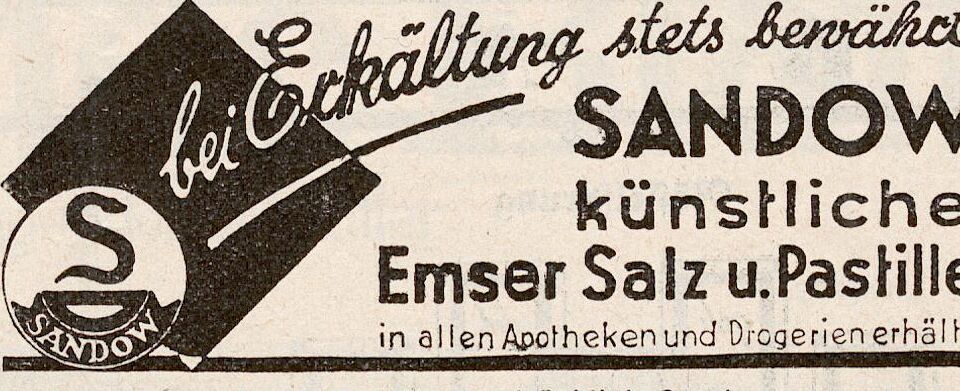 bei Erkältung stets bewährt
SANDOW
künstliche
Emser Salz u. Pastille
in allen Apotheken und Drogerien erhält
S
SANDOW